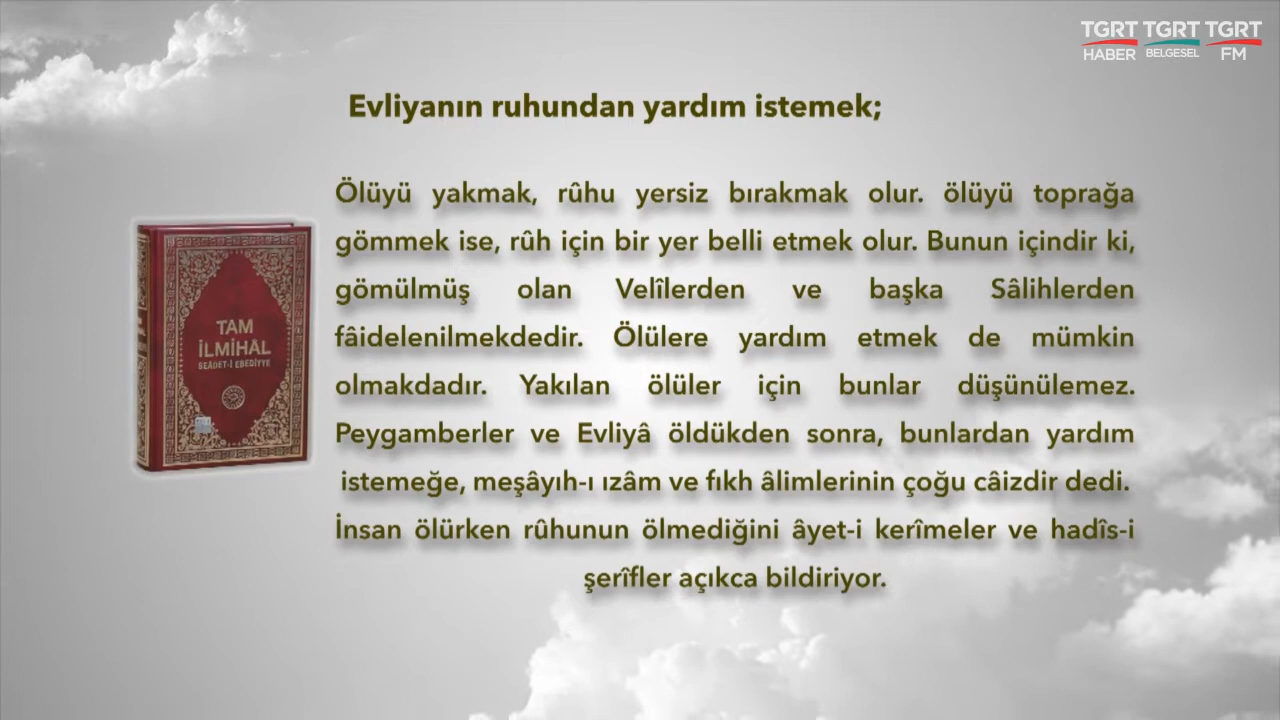 TGRT TGRT TGRT
HABER BELGESEL FM
Evliyanın ruhundan yardım istemek;
Ölüyü yakmak, rûhu yersiz bırakmak olur. ölüyü toprağa
gömmek ise, rûh için bir yer belli etmek olur. Bunun içindir ki,
gömülmüş olan Velîlerden ve başka Sâlihlerden
fâidelenilmekdedir. Ölülere yardım etmek de mümkin
olmakdadır. Yakılan ölüler için bunlar düşünülemez.
Peygamberler ve Evliyâ öldükden sonra, bunlardan yardım
istemeğe, meşâyıh-ı ızâm ve fıkh âlimlerinin çoğu câizdir dedi.
İnsan ölürken rûhunun ölmediğini âyet-i kerîmeler ve hadîs-i
şerîfler açıkca bildiriyor.
TAM
İLMİHÂL
SEÂDET-İ EBEDİYYE